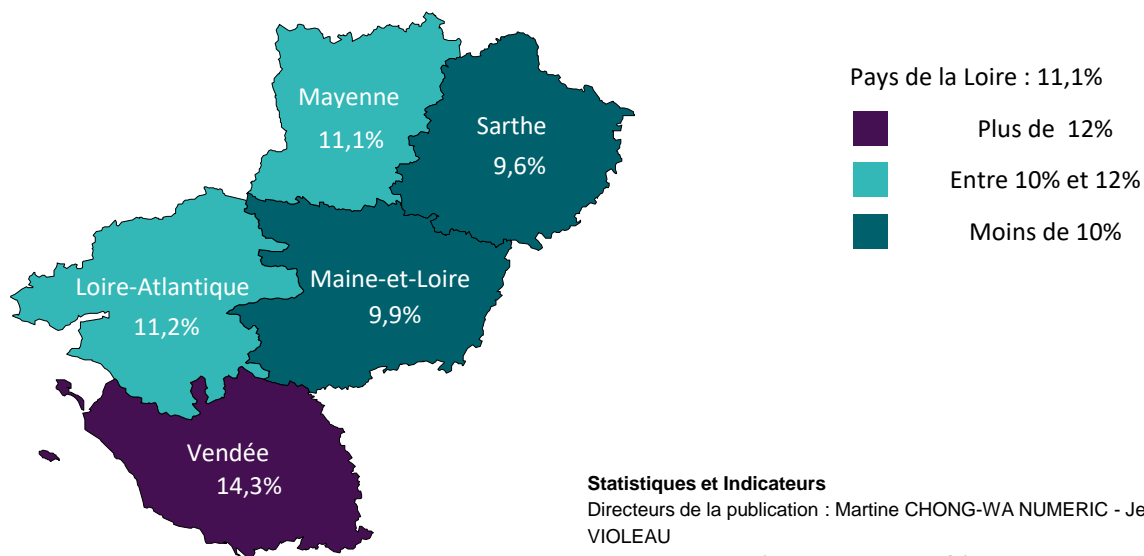 Mayenne
11,1%
Sarthe
9,6%
Loire-Atlantique
11,2%
Maine-et-Loire
9,9%
Vendée
14,3%
Pays de la Loire : 11,1%
Plus de 12%
Entre 10% et 12%
Moins de 10%
Statistiques et Indicateurs
Directeurs de la publication : Martine CHONG-WA NUMERIC - Je
VIOLEAU